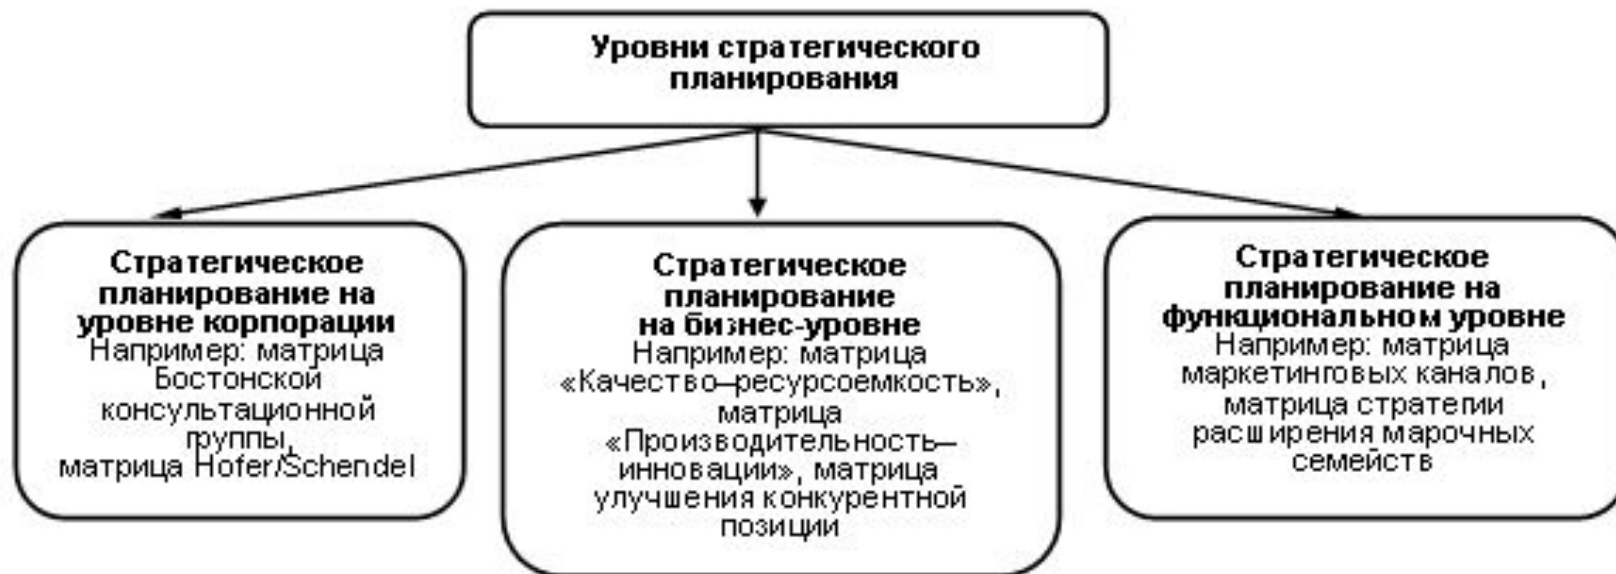 Уровни стратегического
планирования
Стратегическое
планирование на
уровне корпорации
Например: матрица
Бостонской
консультационной
группы,
матрица Hofer/Schendel
Стратегическое
планирование
на бизнес-уровне
Например: матрица
«Качество–ресурсоемкость»,
матрица
«Производительность–
инновации», матрица
улучшения конкурентной
позиции
Стратегическое
планирование на
функциональном уровне
Например: матрица
маркетинговых каналов,
матрица стратегии
расширения марочных
семейств